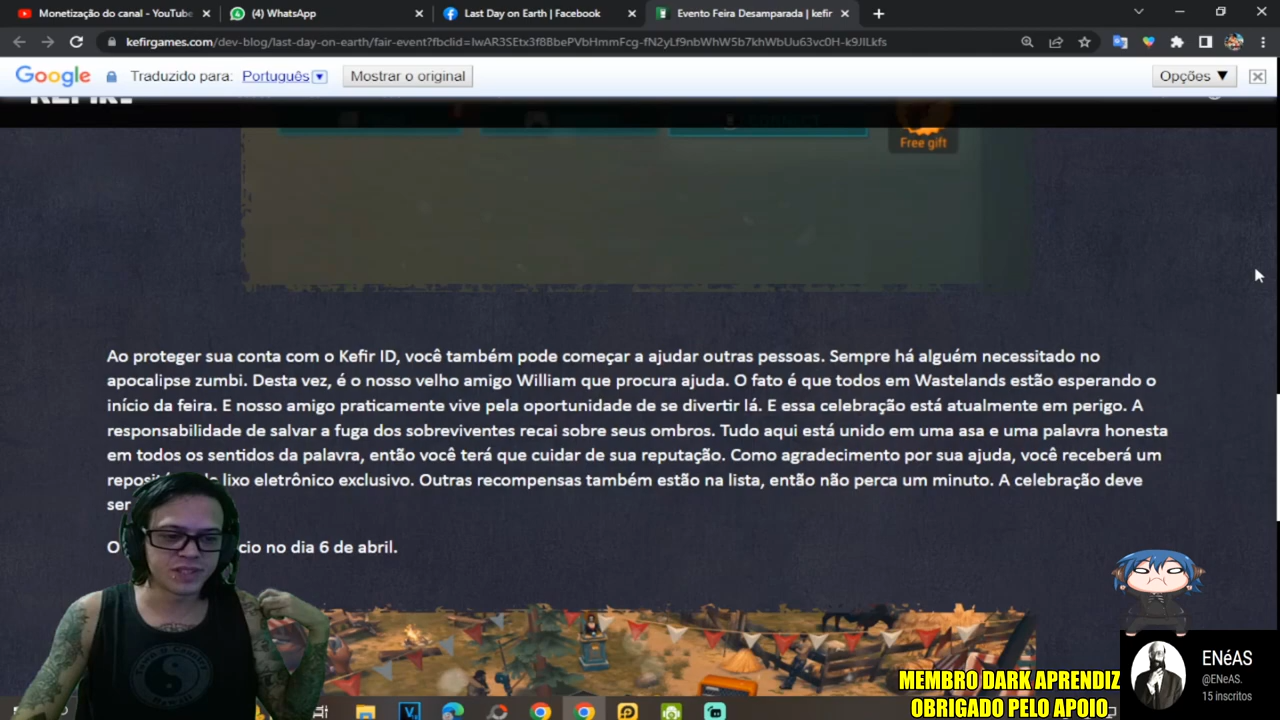 Monetização do canal - YouTube
(4) WhatsApp
Last Day on Earth | Facebook
Evento Feira Desamparada | kefir
kefirgames.com/dev-blog/last-day-on-earth/fair-event?fbclid=
Google Traduzido para: Português Mostrar o original Opções
KEFIR
Free gift
Ao proteger sua conta com o Kefir ID, você também pode começar a ajudar outras pessoas. Sempre há alguém necessitado no
apocalipse zumbi. Desta vez, é o nosso velho amigo William que procura ajuda. O fato é que todos em Wastelands estão esperando o
início da feira. E nosso amigo praticamente vive pela oportunidade de se divertir lá. E essa celebração está atualmente em perigo. A
responsabilidade de salvar a fuga dos sobreviventes recai sobre seus ombros. Tudo aqui está unido em uma asa e uma palavra honesta
em todos os sentidos da palavra, então você terá que cuidar de sua reputação. Como agradecimento por sua ajuda, você receberá um
lixo eletrônico exclusivo. Outras recompensas também estão na lista, então não perca um minuto. A celebração deve
ser
O cio no dia 6 de abril.
MEMBRO DARK APRENDIZ
OBRIGADO PELO APOIO
ENéAS
@ENeAS.
15 inscritos